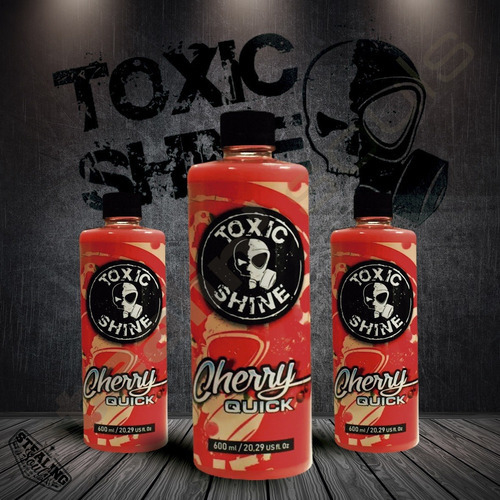 TOXIC
SHINE
TOXIC
SHINE
Cherry
QUICK
600 ml / 20,29 US fl. Oz
TOXIC
SHINE
Cherry
QUICK
600 ml / 20,29 US fl. Oz
TOXIC
SHINE
Cherry
QUICK
600 ml / 20,29 US fl. Oz
STERLING